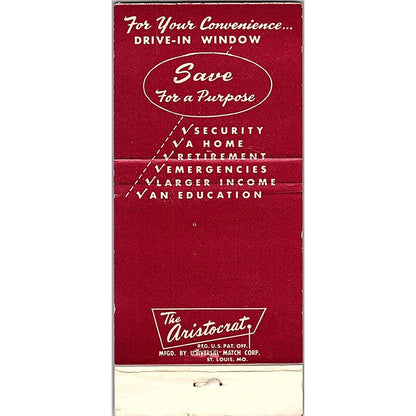 For Your Convenience...
DRIVE-IN WINDOW
Save
For a Purpose
✓SECURITY
✓A HOME
✓RETIREMENT
✓EMERGENCIES
✓LARGER INCOME
✓AN EDUCATION
The
Aristocrat
REG. U.S. PAT. OFF.
MFGD. BY UNIVERSAL MATCH CORP.
ST. LOUIS, MO.